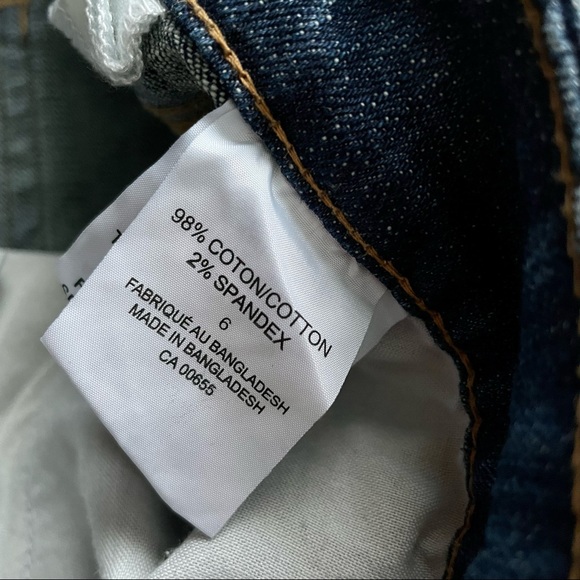 98% COTON/COTTON
2% SPANDEX
6
FABRIQUÉ AU BANGLADESH
MADE IN BANGLADESH
CA 00655